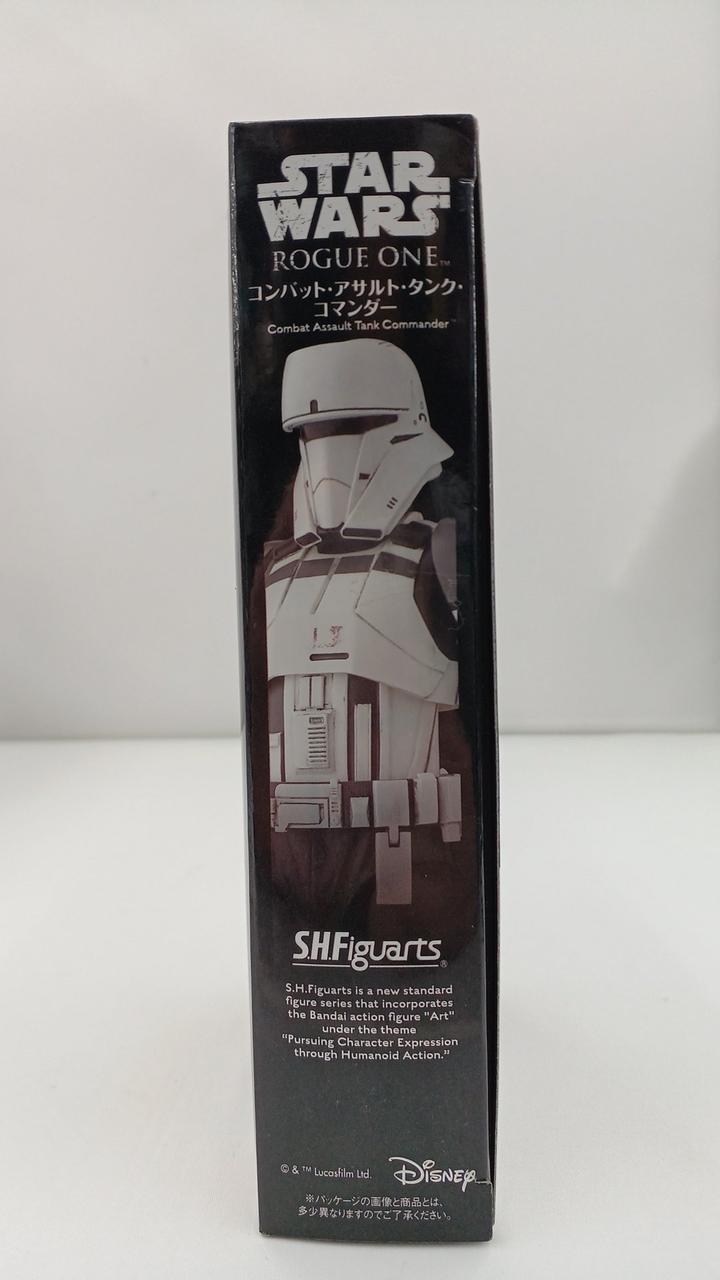 STAR
WARS
ROGUE ONE™
コンバット・アサルト・タンク・
コマンダー
Combat Assault Tank Commander™
S.H.Figuarts®
S.H.Figuarts is a new standard
figure series that incorporates
the Bandai action figure "Art"
under the theme
“Pursuing Character Expression
through Humanoid Action.”
© & ™ Lucasfilm Ltd. Disney
※パッケージの画像と商品とは、
多少異なりますのでご了承ください。